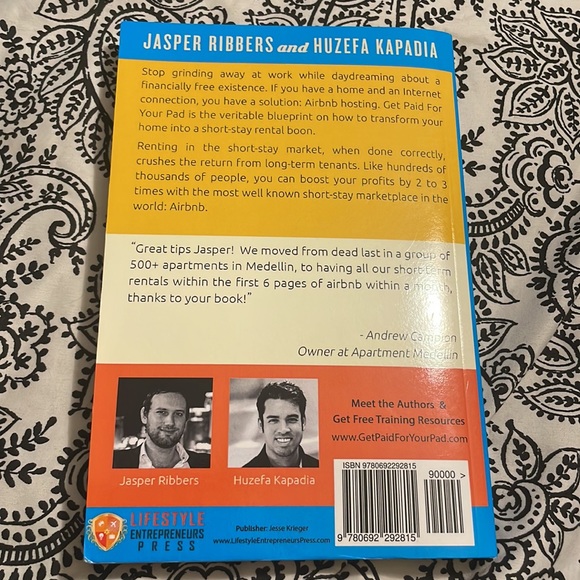 JASPER RIBBERS and HUZEFA KAPADIA
Stop grinding away at work while daydreaming about a
financially free existence. If you have a home and an Internet
connection, you have a solution: Airbnb hosting. Get Paid For
Your Pad is the veritable blueprint on how to transform your
home into a short-stay rental boon.
Renting in the short-stay market, when done correctly,
crushes the return from long-term tenants. Like hundreds of
thousands of people, you can boost your profits by 2 to 3
times with the most well known short-stay marketplace in the
world: Airbnb.
"Great tips Jasper! We moved from dead last in a group of
500+ apartments in Medellin, to having all our short-term
rentals within the first 6 pages of airbnb within a month,
thanks to your book!"
- Andrew Campion
Owner at Apartment Medellin
Meet the Authors &
Get Free Training Resources
www.GetPaidForYourPad.com
Jasper Ribbers
Huzefa Kapadia
ISBN 9780692292815
90000 >
9 780692 292815
LIFESTYLE
ENTREPRENEURS
PRESS
Publisher: Jesse Krieger
www.LifestyleEntrepreneursPress.com